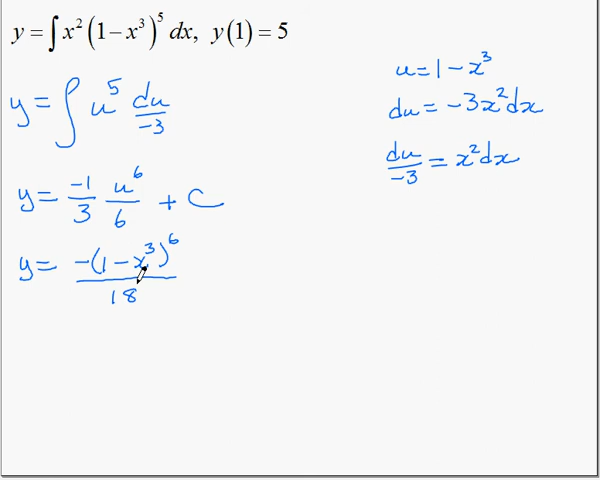 y = ∫ x² (1 − x³)⁵ dx, y(1) = 5
u = 1 − x³
y = ∫ u⁵ du/−3
du = −3x² dx
du/−3 = x² dx
y = −1/3 u⁶/6 + C
y = −(1 − x³)⁶/18